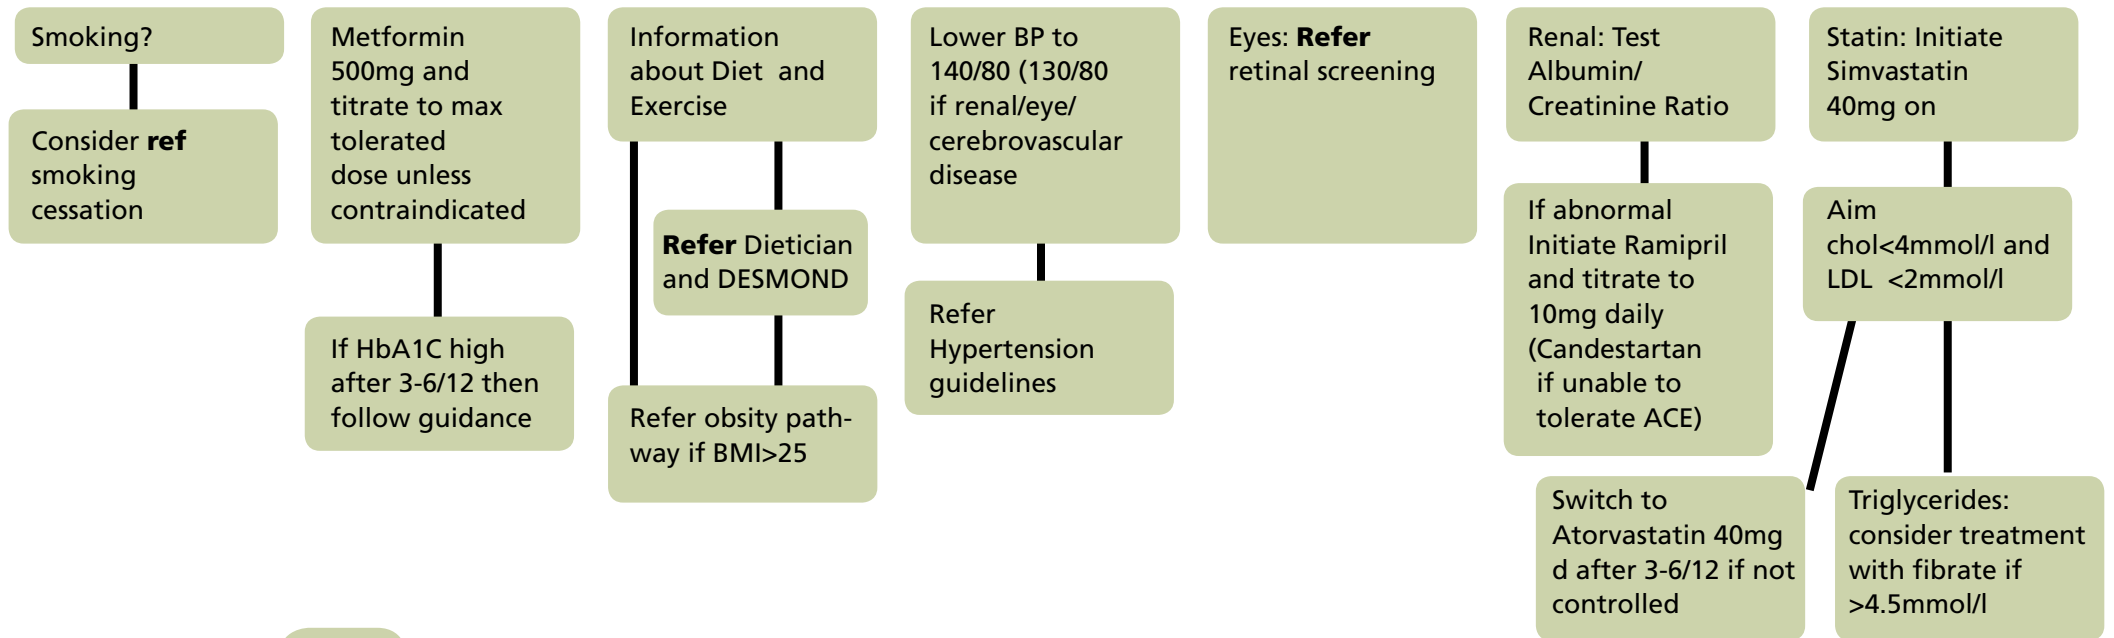 Smoking?
Consider ref
smoking
cessation
Metformin
500mg and
titrate to max
tolerated
dose unless
contraindicated
If HbA1C high
after 3-6/12 then
follow guidance
Information
about Diet and
Exercise
Refer Dietician
and DESMOND
Refer obsity path-
way if BMI>25
Lower BP to
140/80 (130/80
if renal/eye/
cerebrovascular
disease
Refer
Hypertension
guidelines
Eyes: Refer
retinal screening
Renal: Test
Albumin/
Creatinine Ratio
If abnormal
Initiate Ramipril
and titrate to
10mg daily
(Candestartan
if unable to
tolerate ACE)
Statin: Initiate
Simvastatin
40mg on
Aim
chol<4mmol/l and
LDL <2mmol/l
Switch to
Atorvastatin 40mg
d after 3-6/12 if not
controlled
Triglycerides:
consider treatment
with fibrate if
>4.5mmol/l